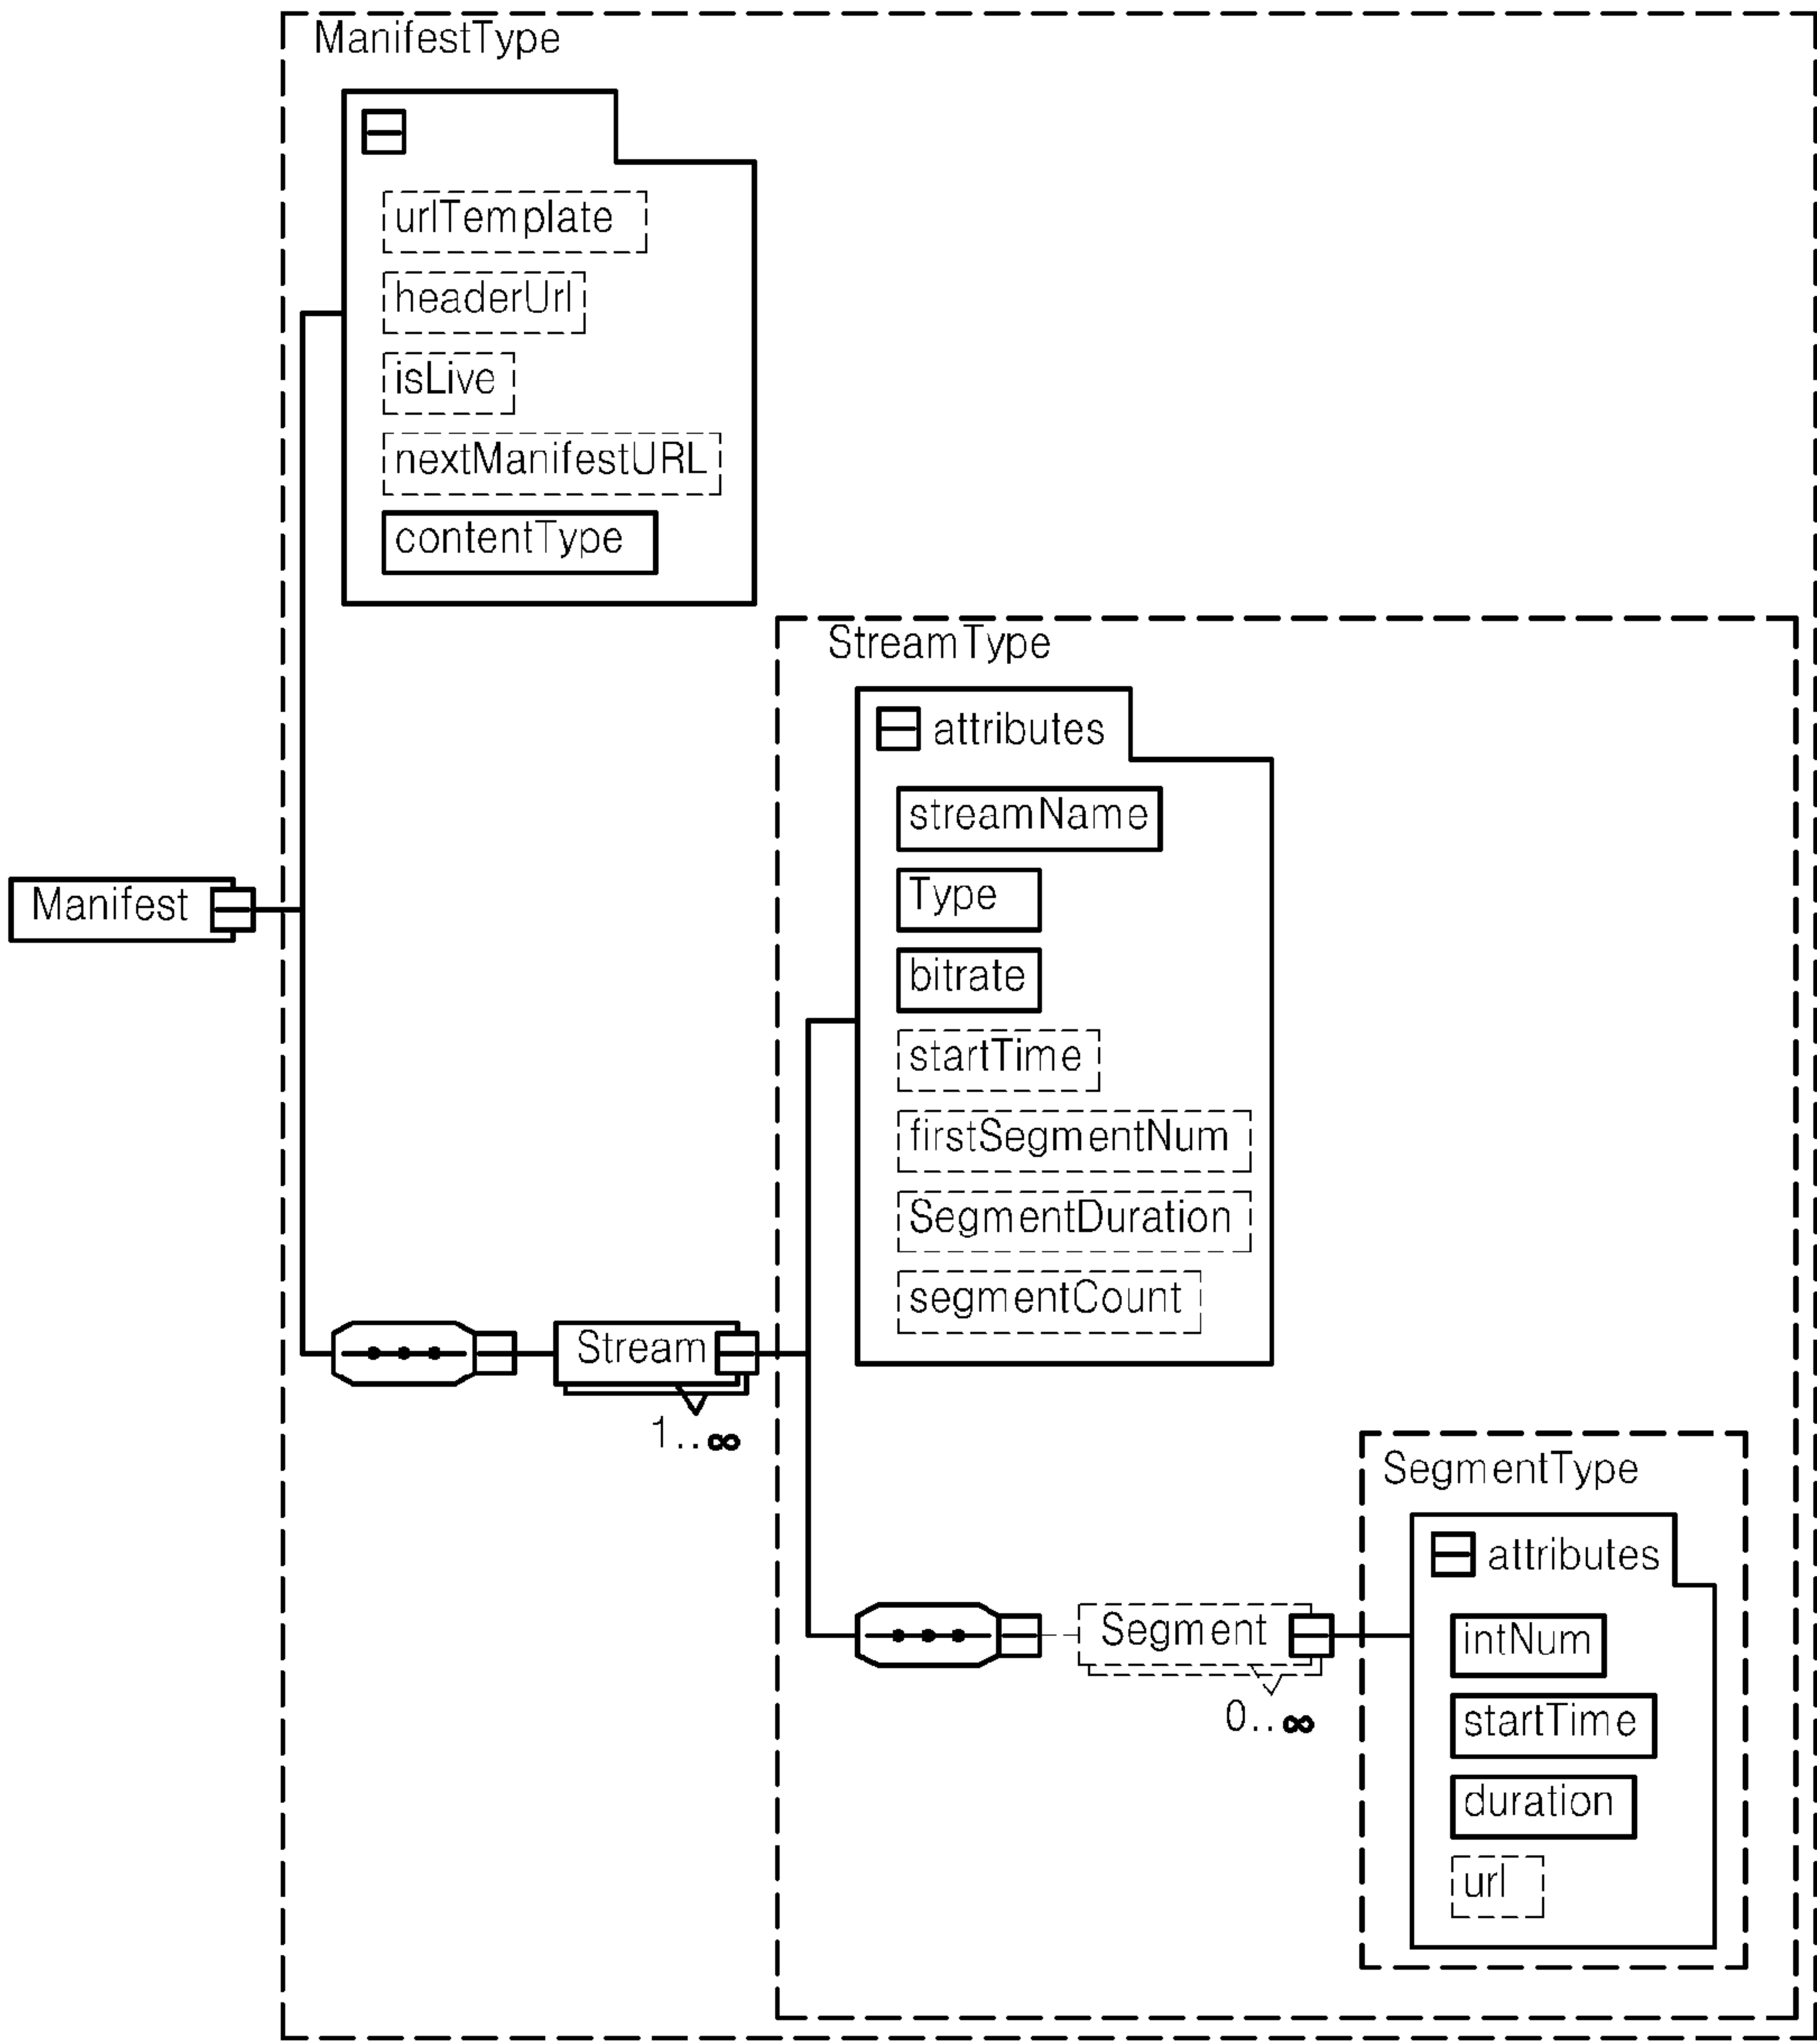 ManifestType
urlTemplate
headerUrl
isLive
nextManifestURL
contentType
StreamType
attributes
streamName
Type
bitrate
startTime
firstSegmentNum
SegmentDuration
segmentCount
Manifest
Stream
1..∞
SegmentType
attributes
intNum
startTime
duration
url
Segment
0..∞